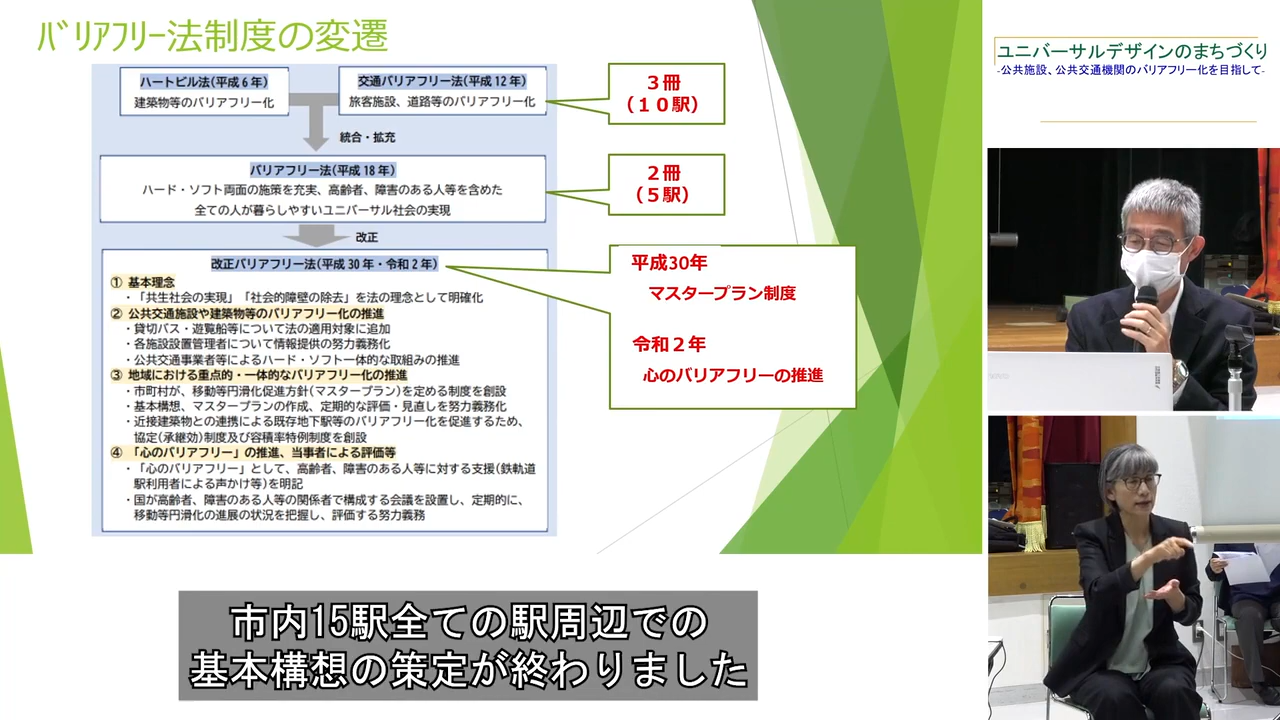 ﾊﾞﾘｱﾌﾘｰ法制度の変遷
ハートビル法(平成6年)
建築物等のバリアフリー化
交通バリアフリー法(平成12年)
旅客施設、道路等のバリアフリー化
３冊
（１０駅）
統合・拡充
バリアフリー法(平成18年)
ハード・ソフト両面の施策を充実、高齢者、障害のある人等を含めた
全ての人が暮らしやすいユニバーサル社会の実現
２冊
（５駅）
改正
改正バリアフリー法(平成30年・令和2年)
① 基本理念
・「共生社会の実現」「社会的障壁の除去」を法の理念として明確化
② 公共交通施設や建築物等のバリアフリー化の推進
・貸切バス・遊覧船等について法の適用対象に追加
・各施設設置管理者について情報提供の努力義務化
・公共交通事業者等によるハード・ソフト一体的な取組みの推進
③ 地域における重点的・一体的なバリアフリー化の推進
・市町村が、移動等円滑化促進方針(マスタープラン)を定める制度を創設
・基本構想、マスタープランの作成、定期的な評価・見直しを努力義務化
・近接建築物との連携による既存地下駅等のバリアフリー化を促進するため、
協定(承継効)制度及び容積率特例制度を創設
④ 「心のバリアフリー」の推進、当事者による評価等
・「心のバリアフリー」として、高齢者、障害のある人等に対する支援(鉄軌道
駅利用者による声かけ等)を明記
・国が高齢者、障害のある人等の関係者で構成する会議を設置し、定期的に、
移動等円滑化の進展の状況を把握し、評価する努力義務
平成30年
マスタープラン制度
令和２年
心のバリアフリーの推進
ユニバーサルデザインのまちづくり
-公共施設、公共交通機関のバリアフリー化を目指して-
市内15駅全ての駅周辺での
基本構想の策定が終わりました